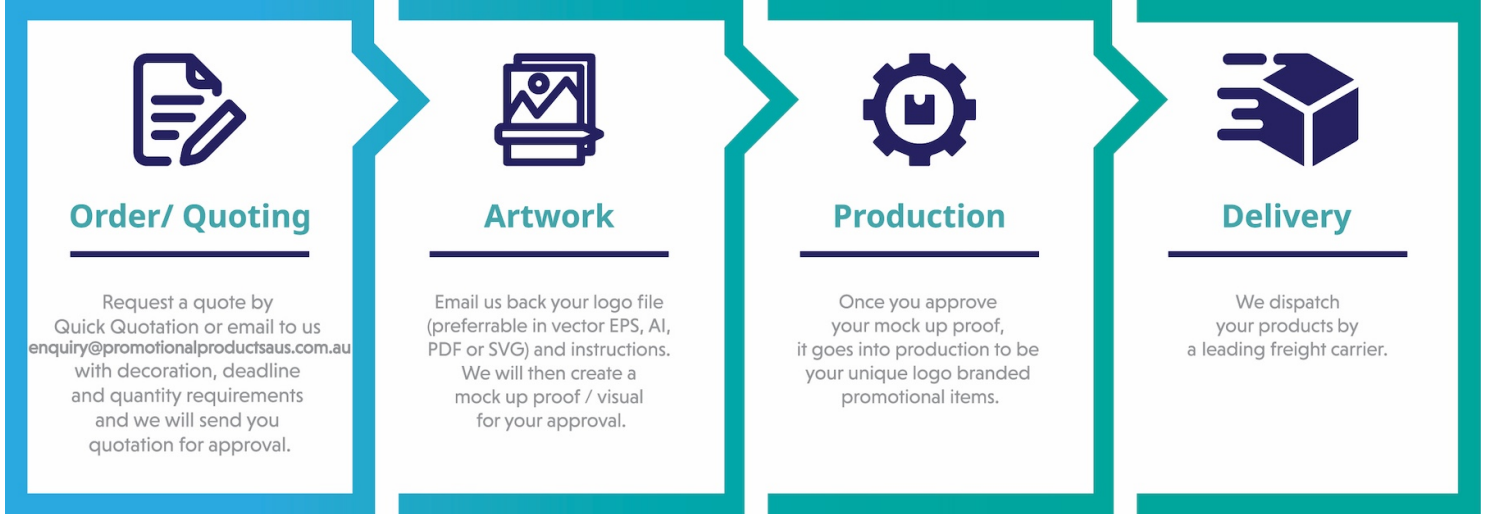 Order/ Quoting
Request a quote by
Quick Quotation or email to us
enquiry@promotionalproductsaus.com.au
with decoration, deadline
and quantity requirements
and we will send you
quotation for approval.
Artwork
Email us back your logo file
(preferrable in vector EPS, AI,
PDF or SVG) and instructions.
We will then create a
mock up proof / visual
for your approval.
Production
Once you approve
your mock up proof,
it goes into production to be
your unique logo branded
promotional items.
Delivery
We dispatch
your products by
a leading freight carrier.